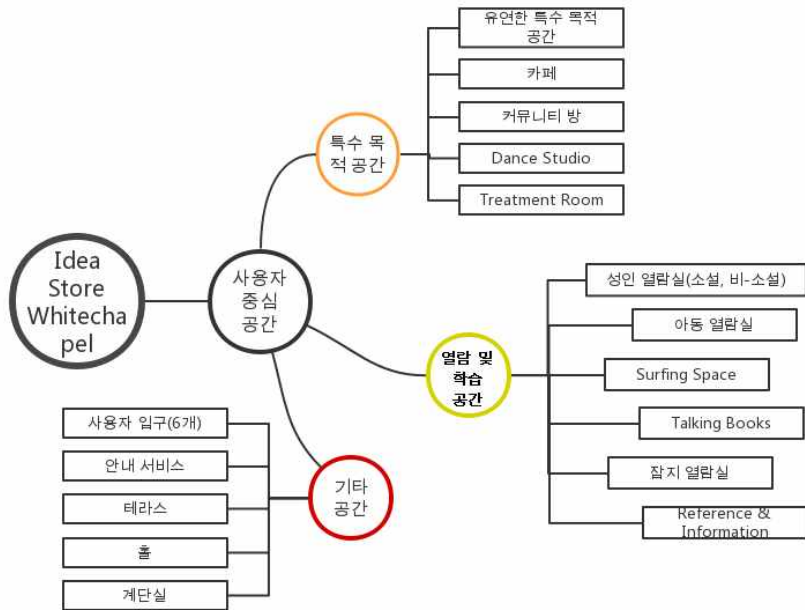 유연한 특수 목적
공간
카페
커뮤니티 방
Dance Studio
Treatment Room
특수 목
적 공간
Idea
Store
Whitecha
pel
사용자
중심
공간
성인 열람실(소설, 비-소설)
아동 열람실
Surfing Space
Talking Books
잡지 열람실
Reference &
Information
열람 및
학습
공간
사용자 입구(6개)
안내 서비스
테라스
홀
계단실
기타
공간